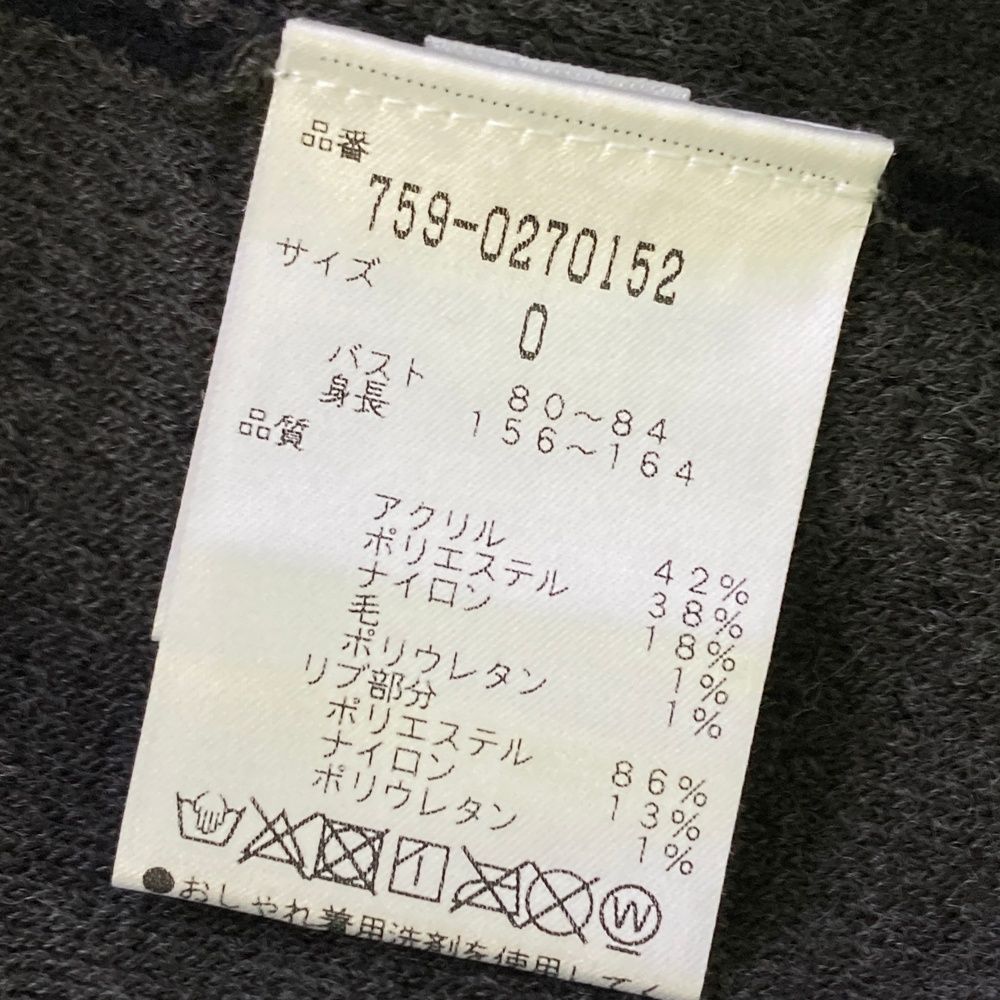 品番
759-0270152
サイズ
0
バスト 80～84
身長 156～164
品質
アクリル 42%
ポリエステル 38%
ナイロン 18%
毛 1%
ポリウレタン 1%
リブ部分
ポリエステル 86%
ナイロン 13%
ポリウレタン 1%
W
●おしゃれ着用洗剤を使用して